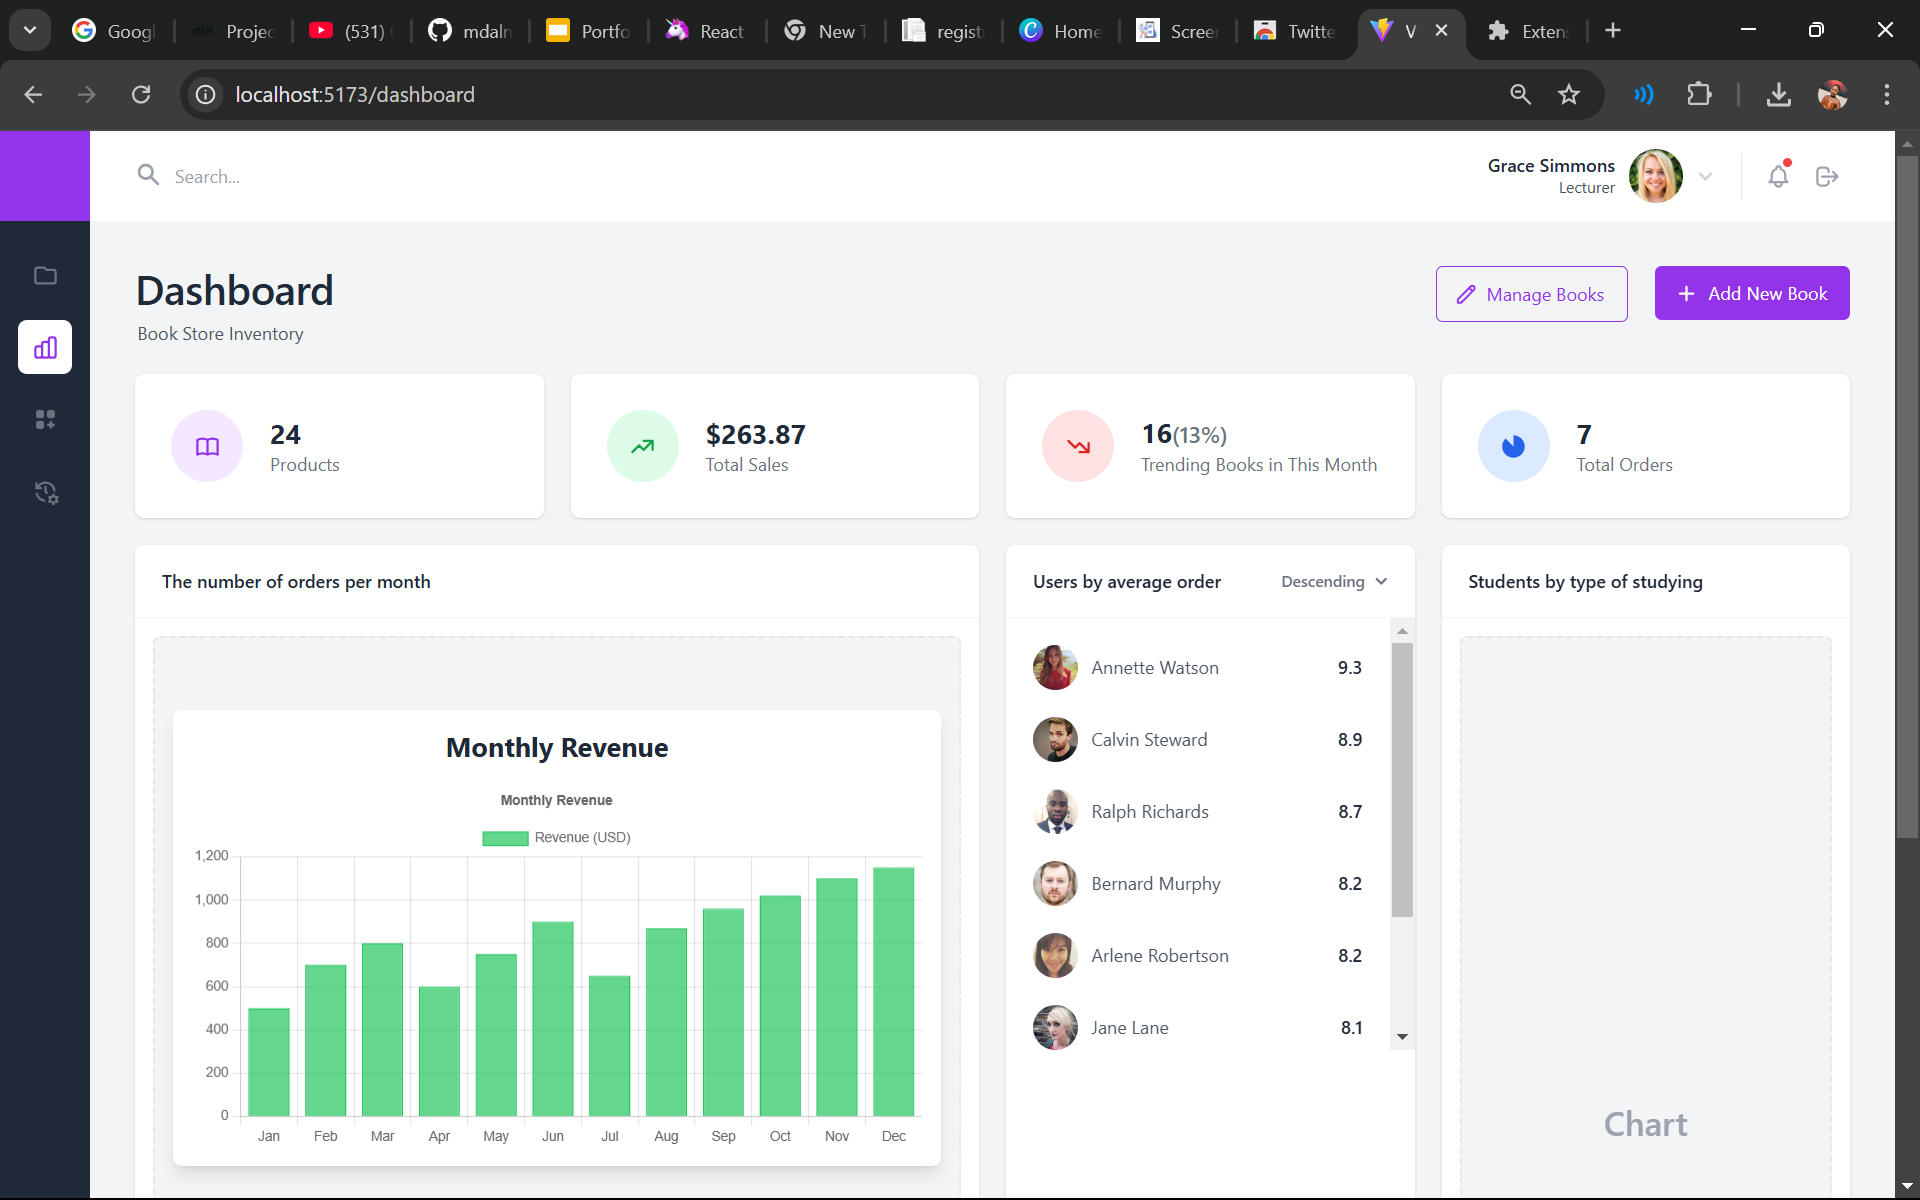 Googl
Projec
(531)
mdaln
Portfo
React
New T
regist
Home
Screer
Twitte
V
Exten
localhost:5173/dashboard
Search...
Grace Simmons
Lecturer
Dashboard
Book Store Inventory
Manage Books
Add New Book
24
Products
$263.87
Total Sales
16(13%)
Trending Books in This Month
7
Total Orders
The number of orders per month
Monthly Revenue
Monthly Revenue
Revenue (USD)
1,200
1,000
800
600
400
200
0
Jan Feb Mar Apr May Jun Jul Aug Sep Oct Nov Dec
Users by average order
Descending
Annette Watson 9.3
Calvin Steward 8.9
Ralph Richards 8.7
Bernard Murphy 8.2
Arlene Robertson 8.2
Jane Lane 8.1
Students by type of studying
Chart